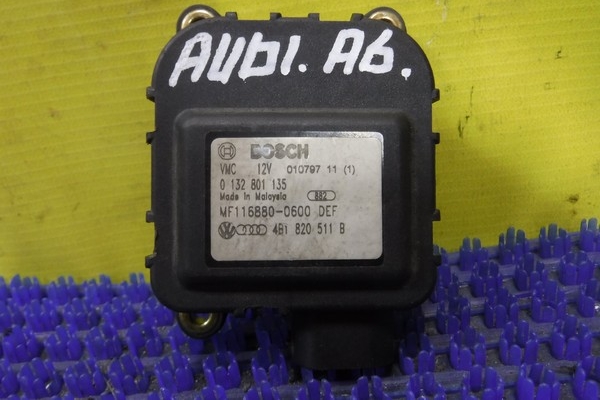 AUDI. A6.
BOSCH
VMC 12V 010797 11 (1)
0 132 801 135
Made in Malaysia 882
MF116880-0600 DEF
4B1 820 511 B